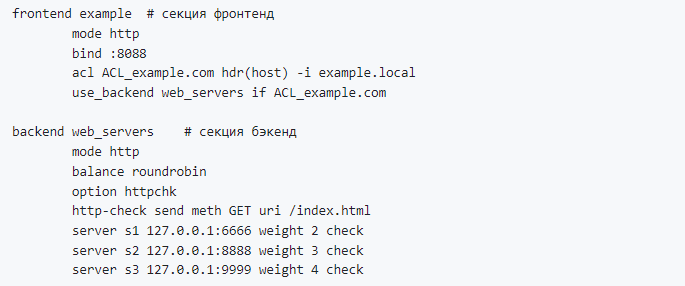 frontend example  # секция фронтенд
        mode http
        bind :8088
        acl ACL_example.com hdr(host) -i example.local
        use_backend web_servers if ACL_example.com

backend web_servers    # секция бэкенд
        mode http
        balance roundrobin
        option httpchk
        http-check send meth GET uri /index.html
        server s1 127.0.0.1:6666 weight 2 check
        server s2 127.0.0.1:8888 weight 3 check
        server s3 127.0.0.1:9999 weight 4 check